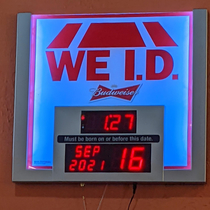 WE I.D.
Budweiser
1:27
Must be born on or before this date.
SEP 16
2021